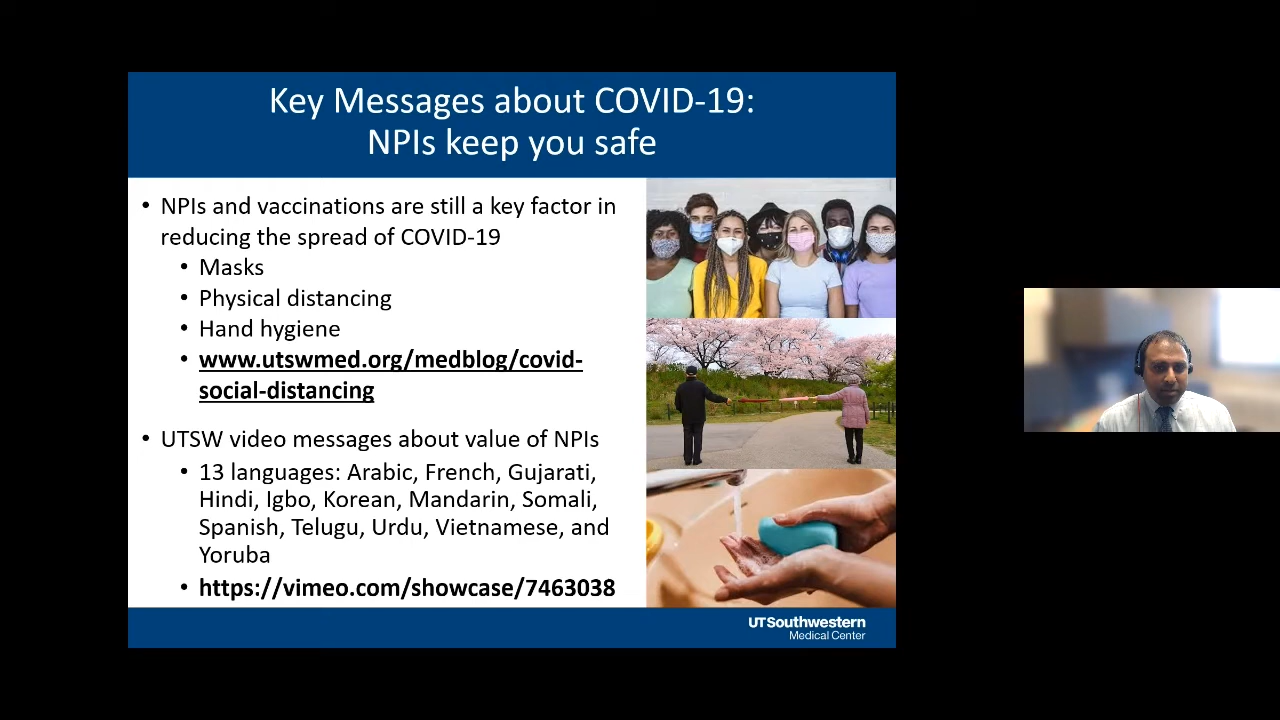 Key Messages about COVID-19:
NPIs keep you safe
• NPIs and vaccinations are still a key factor in
reducing the spread of COVID-19
• Masks
• Physical distancing
• Hand hygiene
• www.utswmed.org/medblog/covid-
social-distancing
• UTSW video messages about value of NPIs
• 13 languages: Arabic, French, Gujarati,
Hindi, Igbo, Korean, Mandarin, Somali,
Spanish, Telugu, Urdu, Vietnamese, and
Yoruba
• https://vimeo.com/showcase/7463038
UTSouthwestern
Medical Center